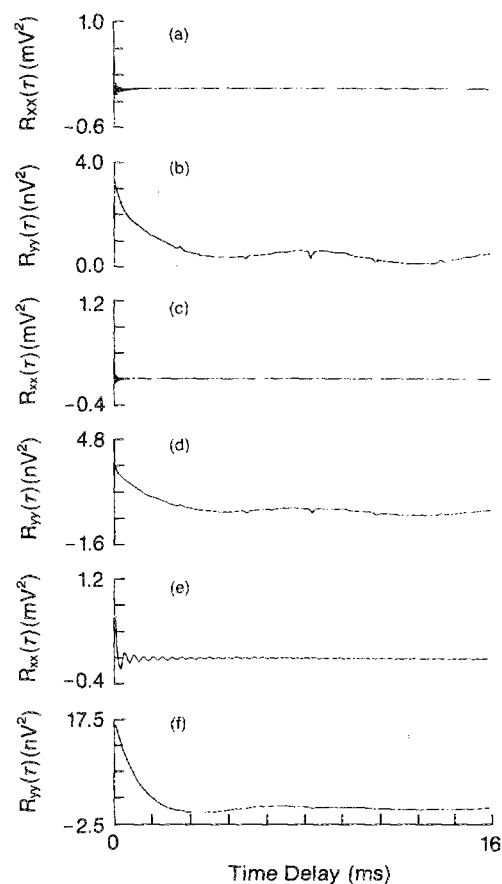 1.0
(a)
Rxx(τ)(mV²)
-0.6
4.0
(b)
Ryy(τ)(nV²)
0.0
1.2
(c)
Rxx(τ)(mV²)
-0.4
4.8
(d)
Ryy(τ)(nV²)
-1.6
1.2
(e)
Rxx(τ)(mV²)
-0.4
17.5
(f)
Ryy(τ)(nV²)
-2.5
0
16
Time Delay (ms)